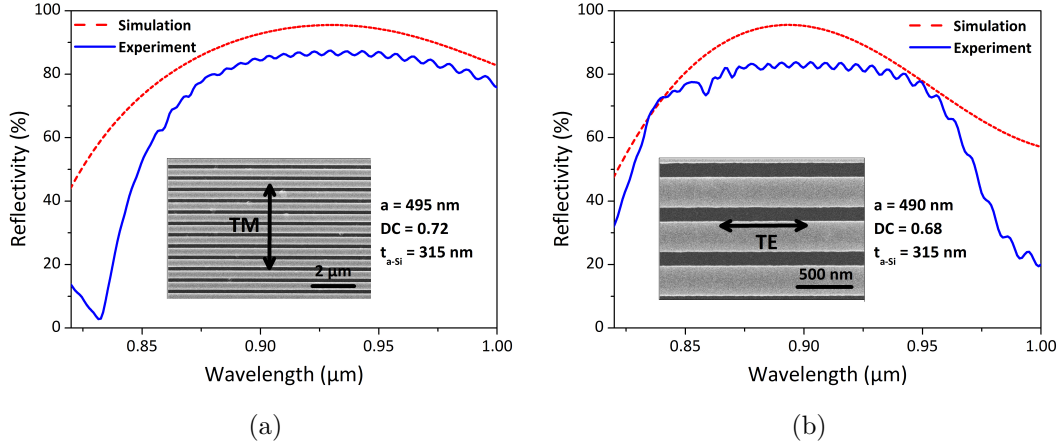 100
80
60
40
20
0
Reflectivity (%)
Simulation
Experiment
TM
2 μm
a = 495 nm
DC = 0.72
t a-Si = 315 nm
0.85 0.90 0.95 1.00
Wavelength (μm)
(a)
100
80
60
40
20
0
Reflectivity (%)
Simulation
Experiment
TE
500 nm
a = 490 nm
DC = 0.68
t a-Si = 315 nm
0.85 0.90 0.95 1.00
Wavelength (μm)
(b)